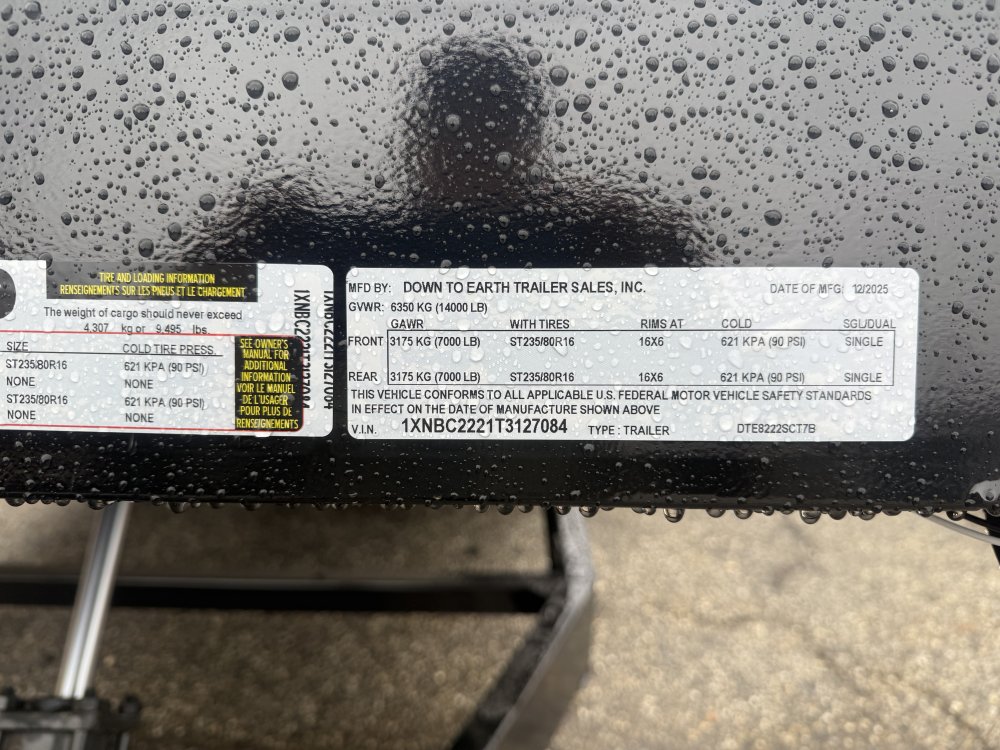 TIRE AND LOADING INFORMATION
RENSEIGNEMENTS SUR LES PNEUS ET LE CHARGEMENT
The weight of cargo should never exceed
4,307 kg or 9,495 lbs.
SIZE COLD TIRE PRESS.
ST235/80R16 621 KPA (90 PSI)
NONE NONE
ST235/80R16 621 KPA (90 PSI)
NONE NONE
SEE OWNER'S
MANUAL FOR
ADDITIONAL
INFORMATION
VOIR LE MANUEL
DE L'USAGER
POUR PLUS DE
RENSEIGNEMENTS
1XNBC2221T3127084
MFD BY: DOWN TO EARTH TRAILER SALES, INC. DATE OF MFG: 12/2025
GVWR: 6350 KG (14000 LB)
GAWR WITH TIRES RIMS AT COLD SGL/DUAL
FRONT 3175 KG (7000 LB) ST235/80R16 16X6 621 KPA (90 PSI) SINGLE
REAR 3175 KG (7000 LB) ST235/80R16 16X6 621 KPA (90 PSI) SINGLE
THIS VEHICLE CONFORMS TO ALL APPLICABLE U.S. FEDERAL MOTOR VEHICLE SAFETY STANDARDS
IN EFFECT ON THE DATE OF MANUFACTURE SHOWN ABOVE
V.I.N. 1XNBC2221T3127084 TYPE : TRAILER DTE8222SCT7B